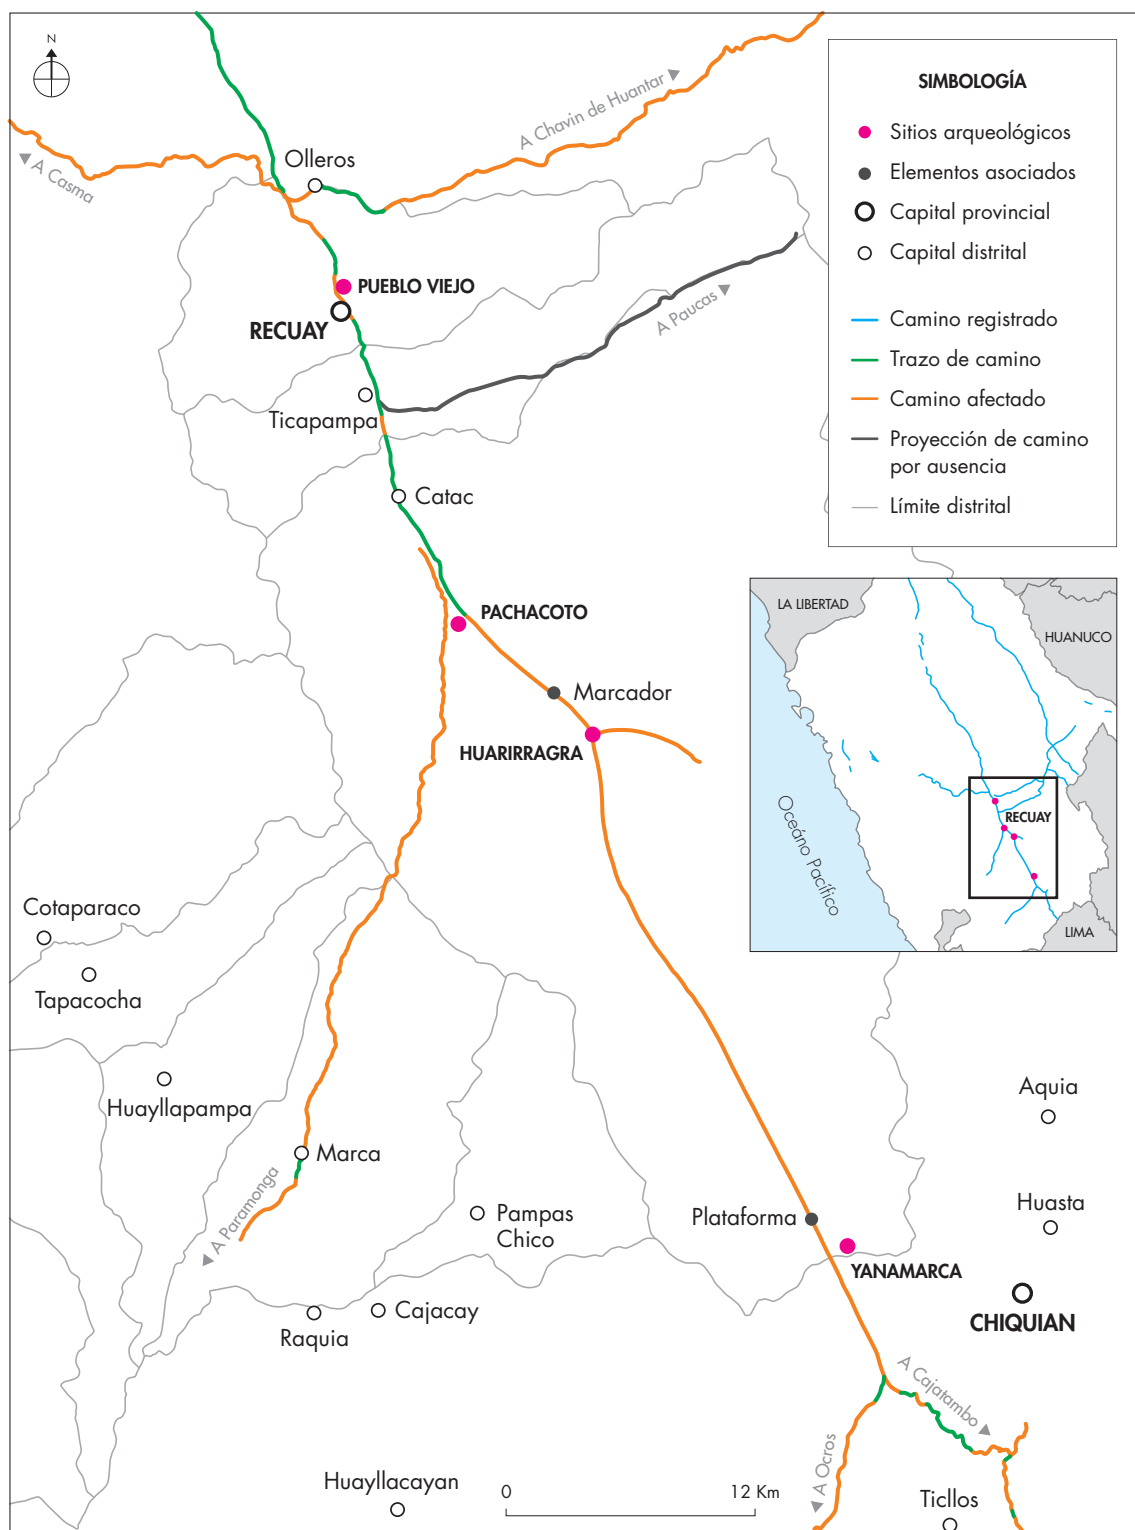 N
A Chavin de Huantar
A Casma
Olleros
PUEBLO VIEJO
RECUAY
A Paucas
Ticapampa
Catac
PACHACOTO
Marcador
HUARIRRAGRA
Cotaparaco
Tapacocha
Huayllapampa
Marca
A Paramonga
Pampas
Chico
Raquia
Cajacay
Plataforma
YANAMARCA
Aquia
Huasta
CHIQUIAN
A Cajatambo
A Ocros
Huayllacayan
0
12 Km
Ticllos
SIMBOLOGÍA
Sitios arqueológicos
Elementos asociados
Capital provincial
Capital distrital
Camino registrado
Trazo de camino
Camino afectado
Proyección de camino
por ausencia
Límite distrital
LA LIBERTAD
HUANUCO
RECUAY
Oceáno Pacífico
LIMA